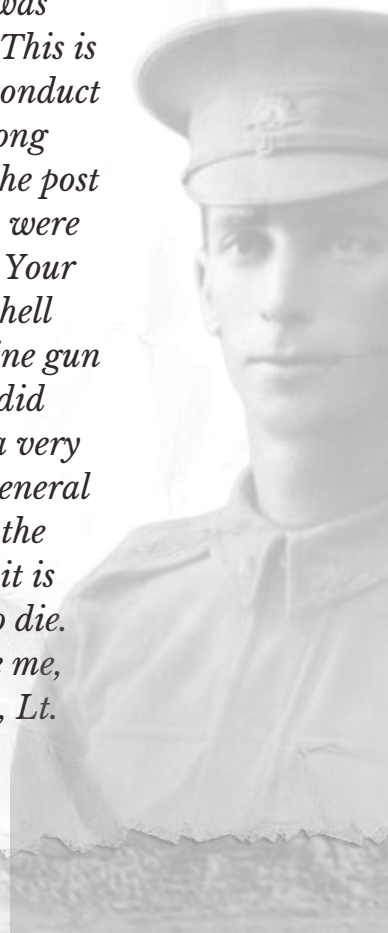 was
This is
onduct
ong
he post
were
Your
hell
ine gun
did
a very
eneral
the
it is
o die.
e me,
, Lt.